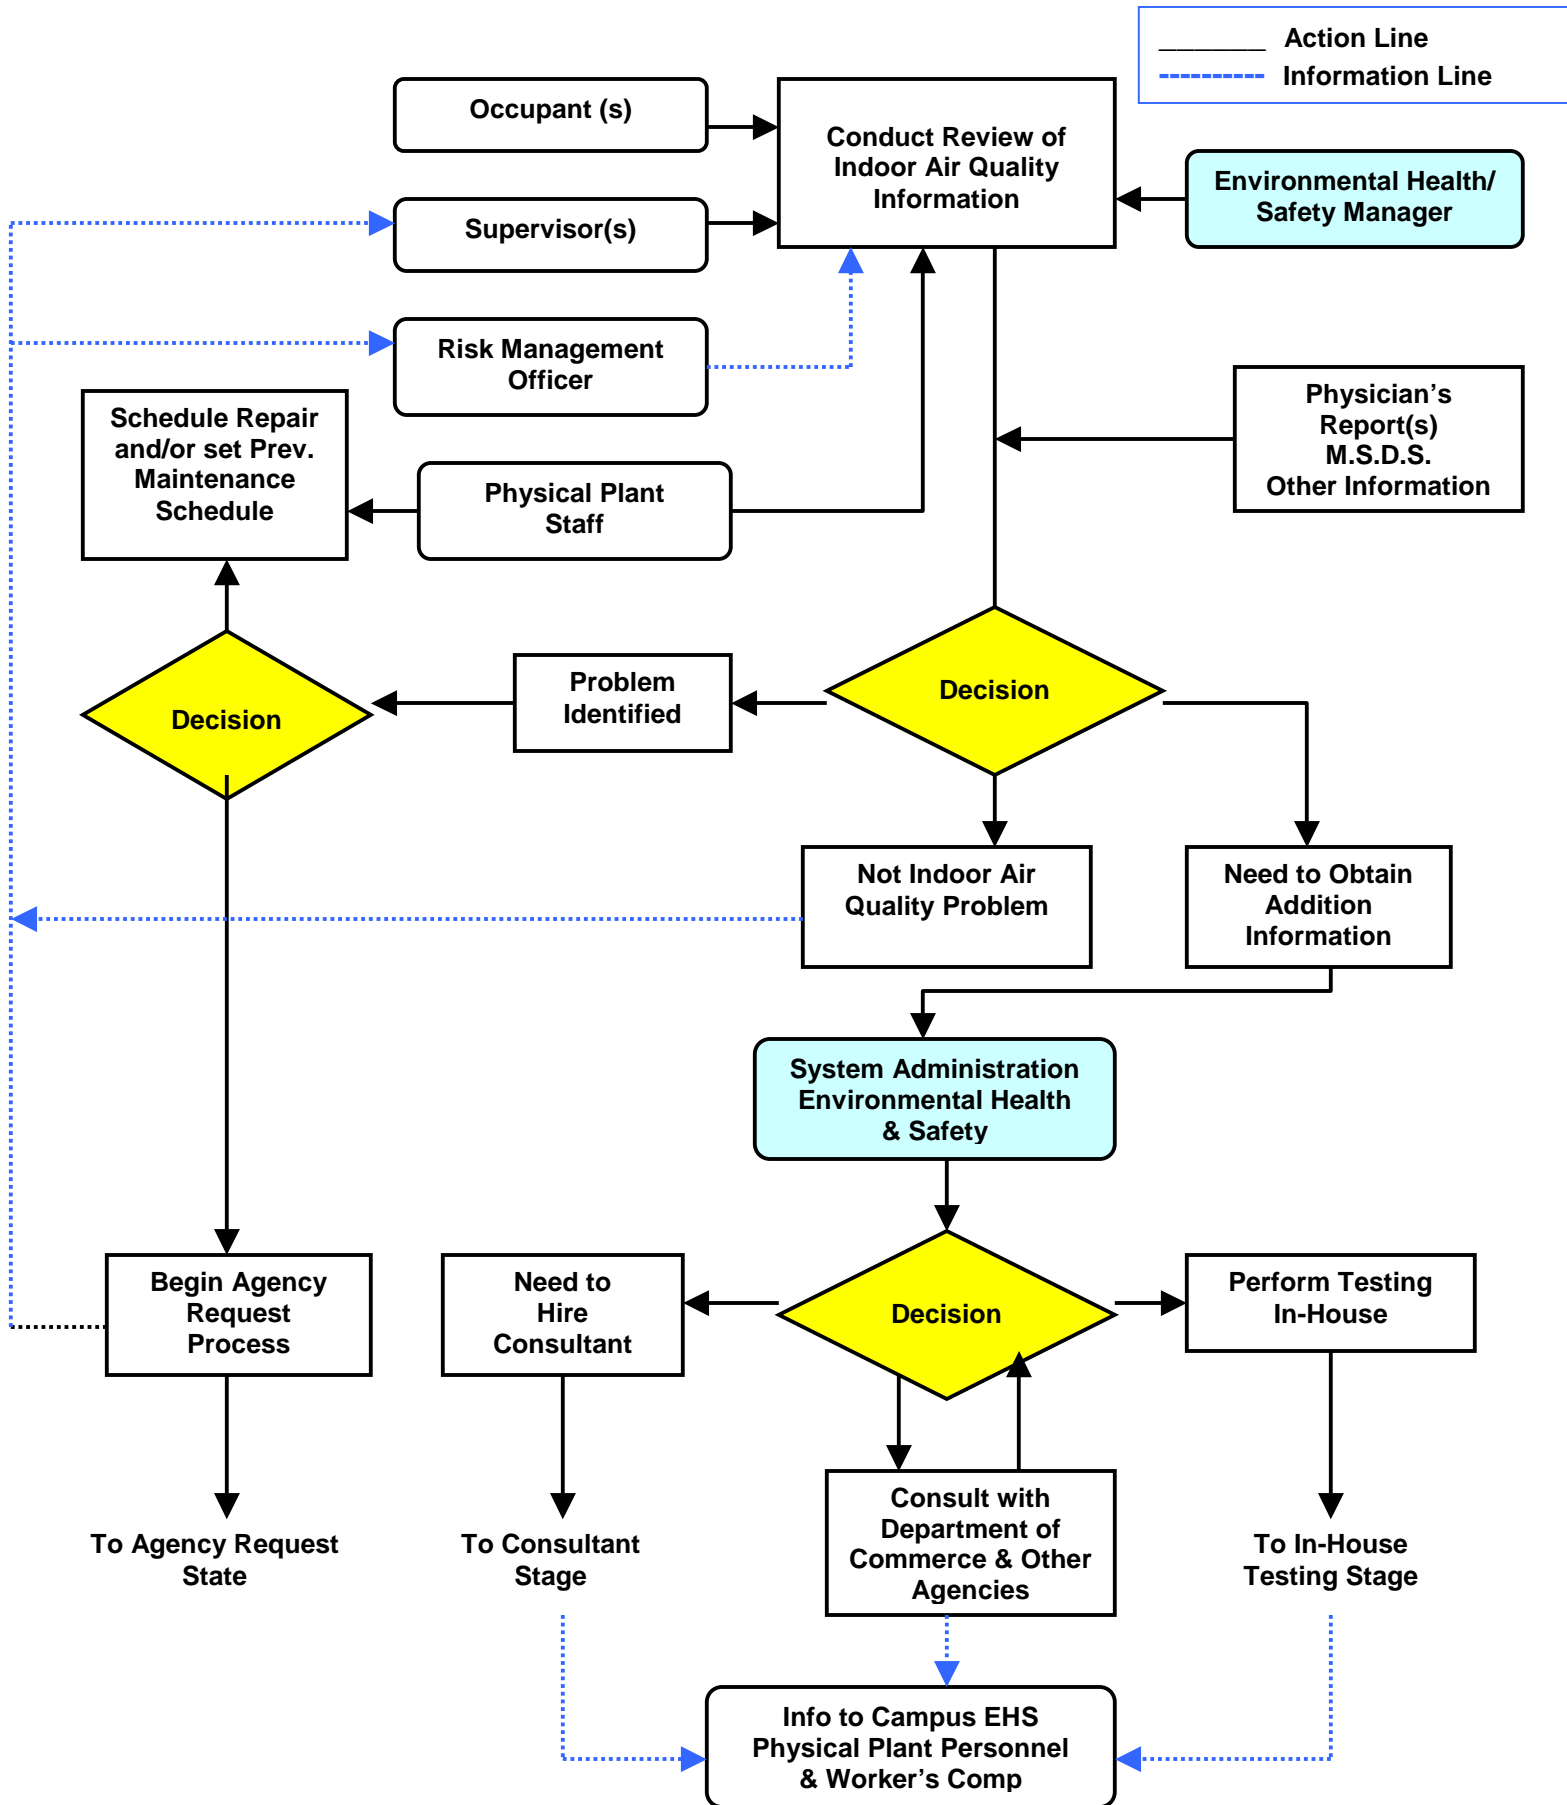 Action Line
Information Line
Occupant (s)
Conduct Review of
Indoor Air Quality
Information
Environmental Health/
Safety Manager
Supervisor(s)
Risk Management
Officer
Schedule Repair
and/or set Prev.
Maintenance
Schedule
Physical Plant
Staff
Physician's
Report(s)
M.S.D.S.
Other Information
Decision
Problem
Identified
Decision
Not Indoor Air
Quality Problem
Need to Obtain
Addition
Information
System Administration
Environmental Health
& Safety
Begin Agency
Request
Process
Need to
Hire
Consultant
Decision
Perform Testing
In-House
Consult with
Department of
Commerce & Other
Agencies
To Agency Request
State
To Consultant
Stage
To In-House
Testing Stage
Info to Campus EHS
Physical Plant Personnel
& Worker's Comp